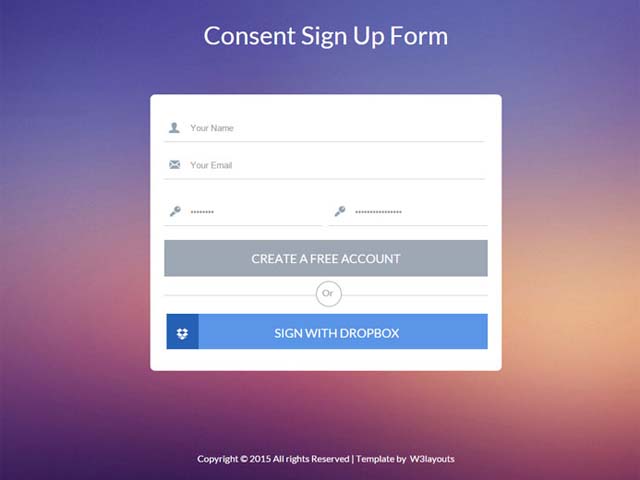 Consent Sign Up Form
Your Name
Your Email
•••••••• ••••••••••••••••
CREATE A FREE ACCOUNT
Or
SIGN WITH DROPBOX
Copyright © 2015 All rights Reserved | Template by W3layouts